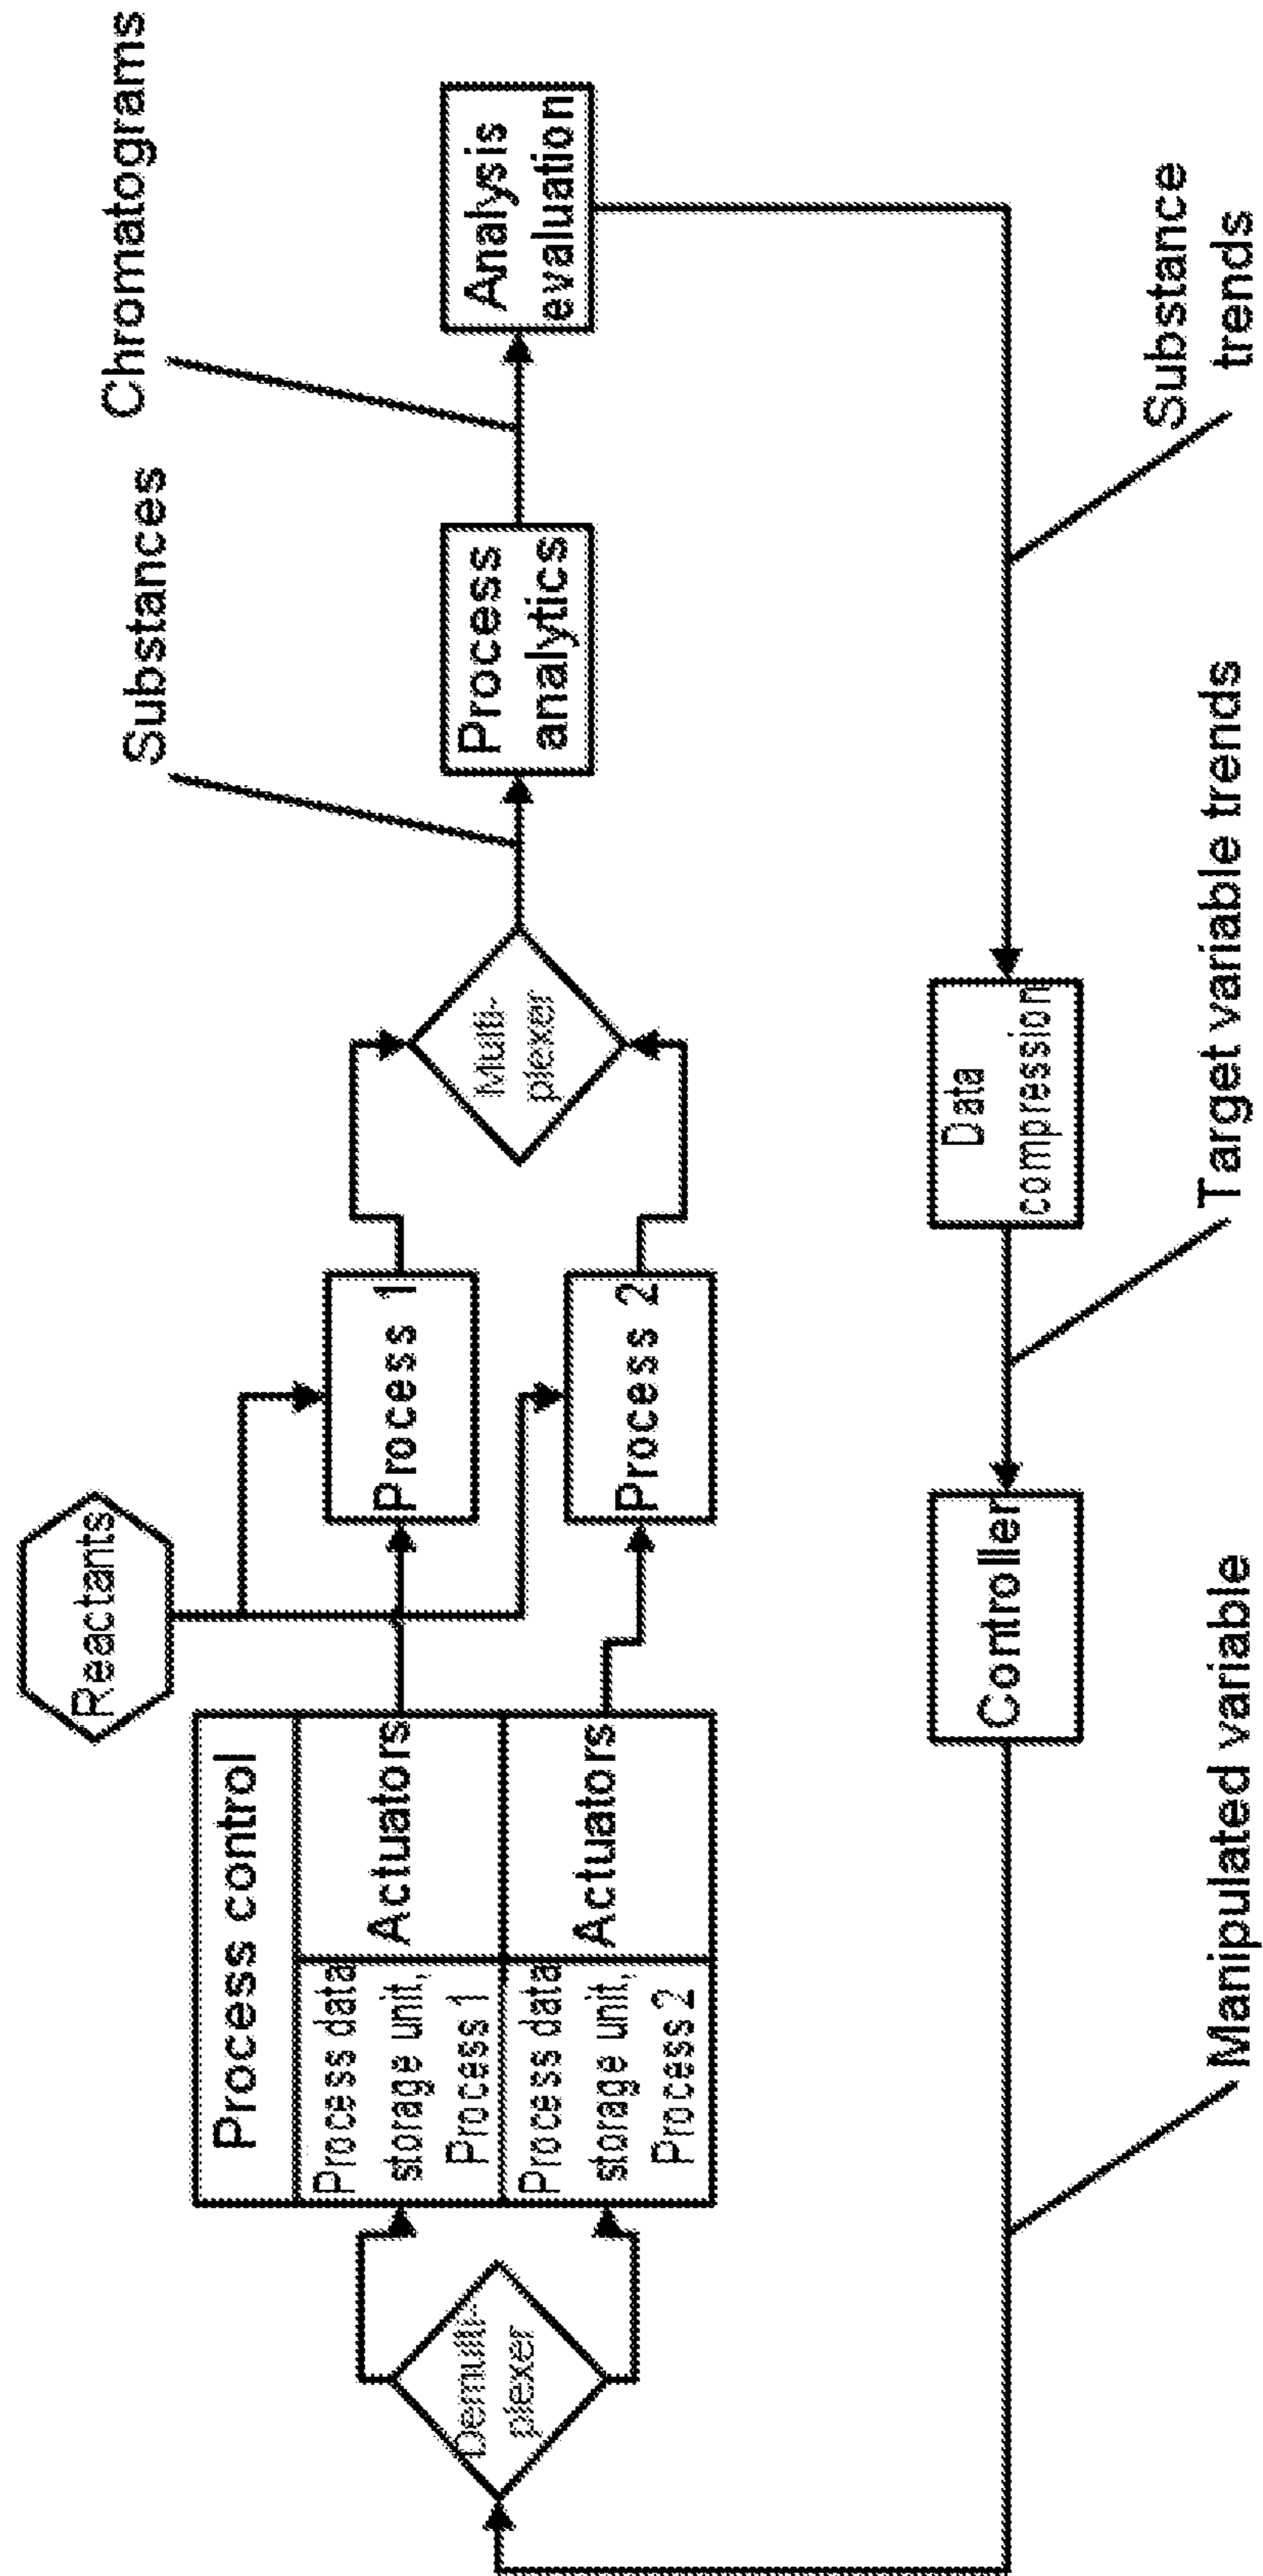 Reactants
Process control
Process data
storage unit,
Process 1
Actuators
Process data
storage unit,
Process 2
Actuators
Demulti-
plexer
Process 1
Process 2
Multi-
plexer
Substances
Process
analytics
Chromatograms
Analysis
evaluation
Substance
trends
Data
compression
Target variable trends
Controller
Manipulated variable